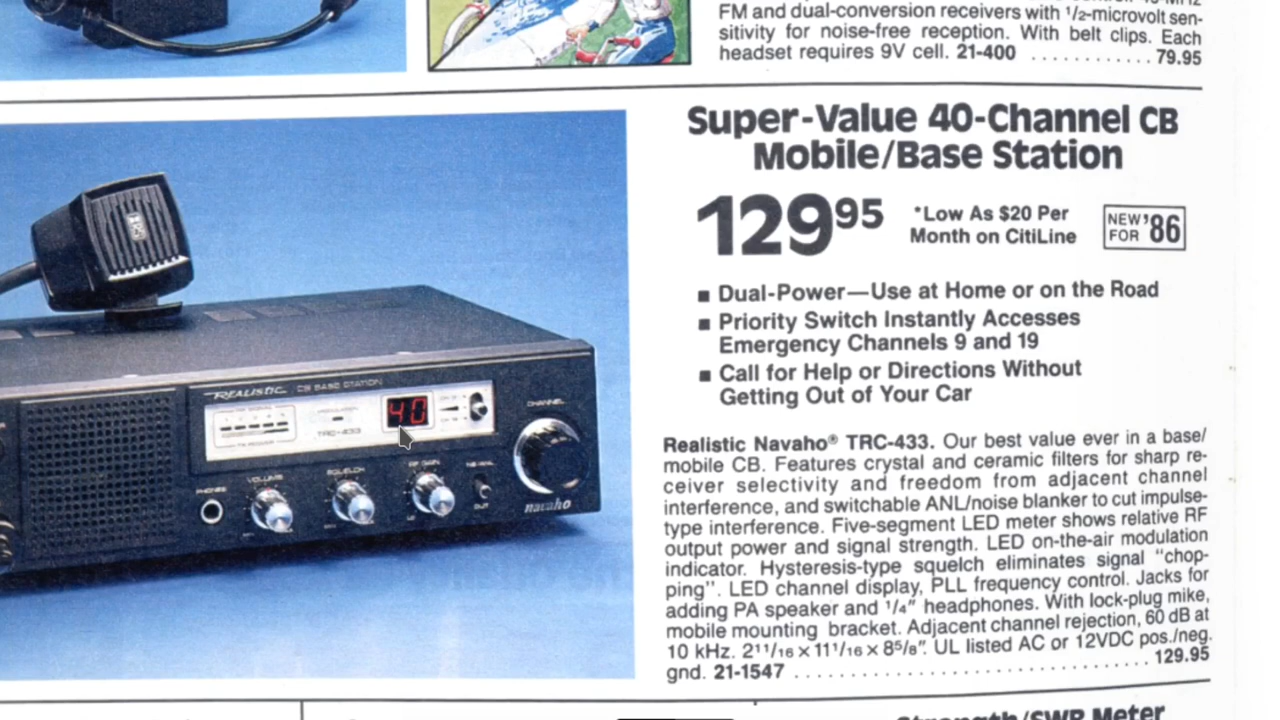 FM and dual-conversion receivers with 1/2-microvolt sen-
sitivity for noise-free reception. With belt clips. Each
headset requires 9V cell. 21-400 ............ 79.95
Super-Value 40-Channel CB
Mobile/Base Station
12995 *Low As $20 Per
Month on CitiLine
NEW FOR '86
■ Dual-Power—Use at Home or on the Road
■ Priority Switch Instantly Accesses
Emergency Channels 9 and 19
■ Call for Help or Directions Without
Getting Out of Your Car
Realistic Navaho® TRC-433. Our best value ever in a base/
mobile CB. Features crystal and ceramic filters for sharp re-
ceiver selectivity and freedom from adjacent channel
interference, and switchable ANL/noise blanker to cut impulse-
type interference. Five-segment LED meter shows relative RF
output power and signal strength. LED on-the-air modulation
indicator. Hysteresis-type squelch eliminates signal “chop-
ping”. LED channel display, PLL frequency control. Jacks for
adding PA speaker and 1/4" headphones. With lock-plug mike,
mobile mounting bracket. Adjacent channel rejection, 60 dB at
10 kHz. 2 11/16 × 11 1/16 × 8 5/8". UL listed AC or 12VDC pos./neg.
gnd. 21-1547 ................................ 129.95
REALISTIC CB BASE STATION
40
TRC-433
CHANNEL
PHONES
VOLUME
SQUELCH
RF GAIN
OUT
navaho
Strength/SWR Meter